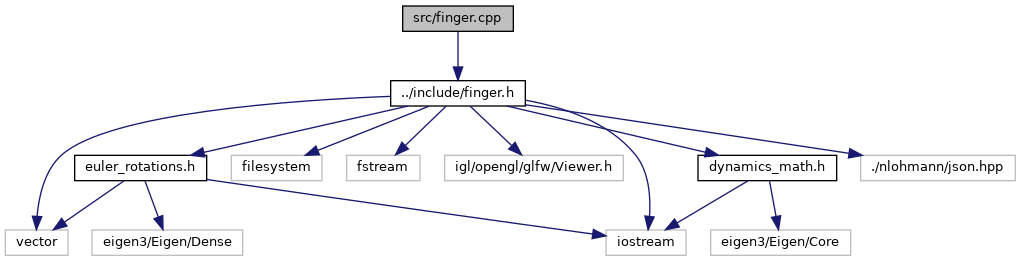 src/finger.cpp
../include/finger.h
euler_rotations.h
filesystem
fstream
igl/opengl/glfw/Viewer.h
dynamics_math.h
./nlohmann/json.hpp
vector
eigen3/Eigen/Dense
iostream
eigen3/Eigen/Core